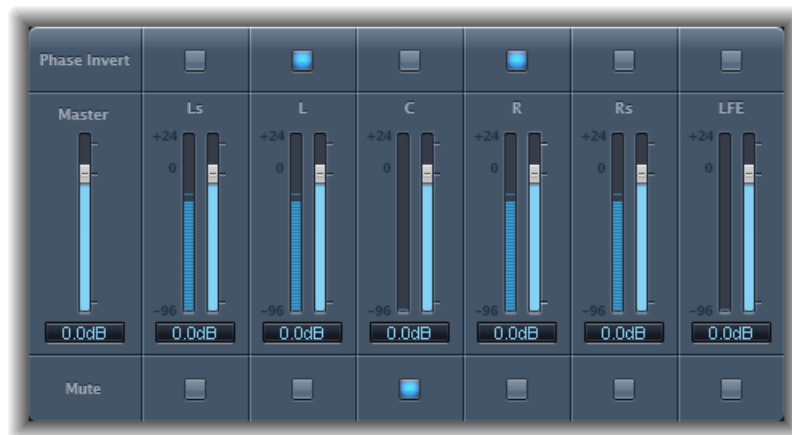 Phase Invert
Master Ls L C R Rs LFE
+24 +24 +24 +24 +24 +24
0 0 0 0 0 0
-96 -96 -96 -96 -96 -96
0.0dB 0.0dB 0.0dB 0.0dB 0.0dB 0.0dB 0.0dB
Mute